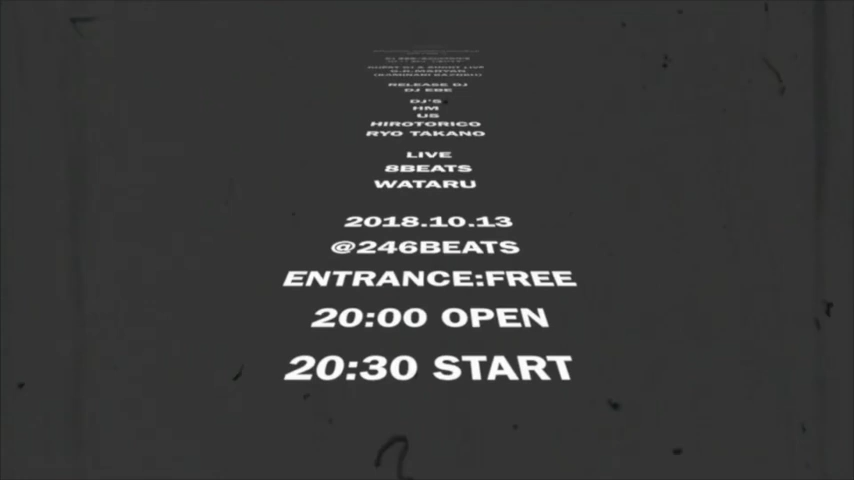 RELEASE DJ
DJ EBE
DJ'S
HM
US
HIROTORICO
RYO TAKANO
LIVE
8BEATS
WATARU
2018.10.13
@246BEATS
ENTRANCE:FREE
20:00 OPEN
20:30 START